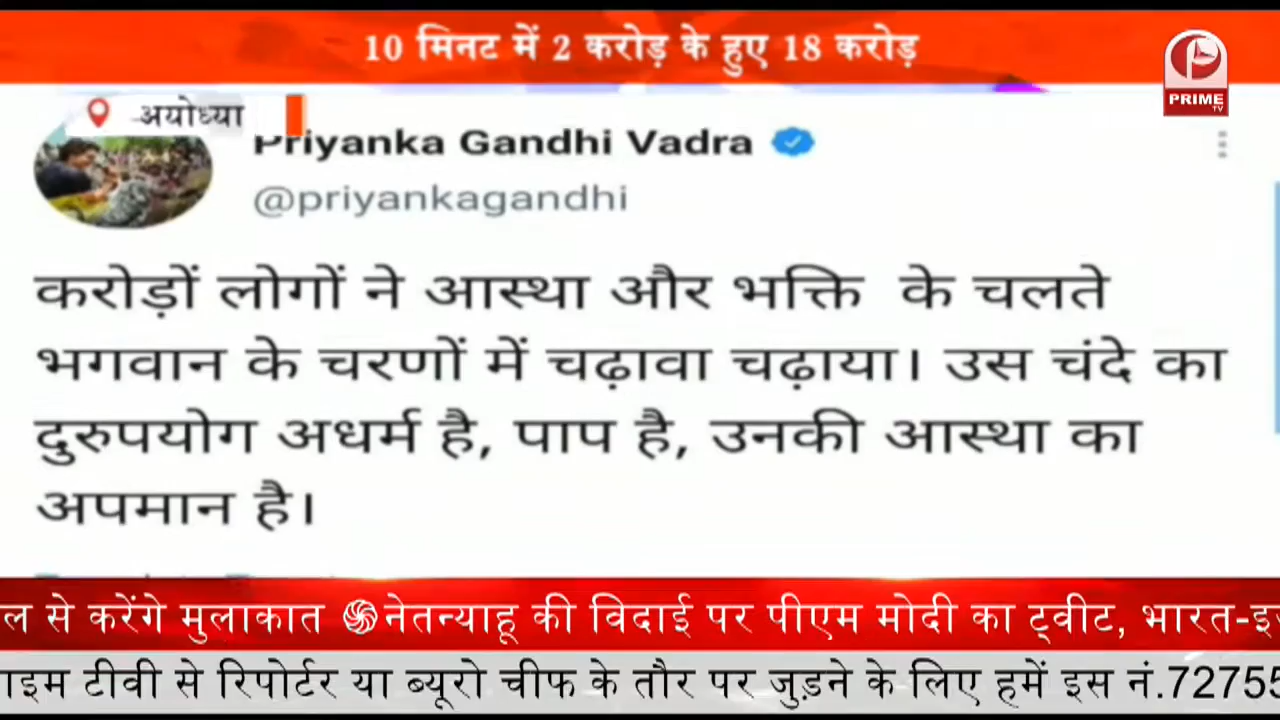 10 मिनट में 2 करोड़ के हुए 18 करोड़
PRIME
TV
अयोध्या
Priyanka Gandhi Vadra
@priyankagandhi
करोड़ों लोगों ने आस्था और भक्ति के चलते
भगवान के चरणों में चढ़ावा चढ़ाया। उस चंदे का
दुरुपयोग अधर्म है, पाप है, उनकी आस्था का
अपमान है।
ल से करेंगे मुलाकात नेतन्याहू की विदाई पर पीएम मोदी का ट्वीट, भारत-इ
ाइम टीवी से रिपोर्टर या ब्यूरो चीफ के तौर पर जुड़ने के लिए हमें इस नं.7275